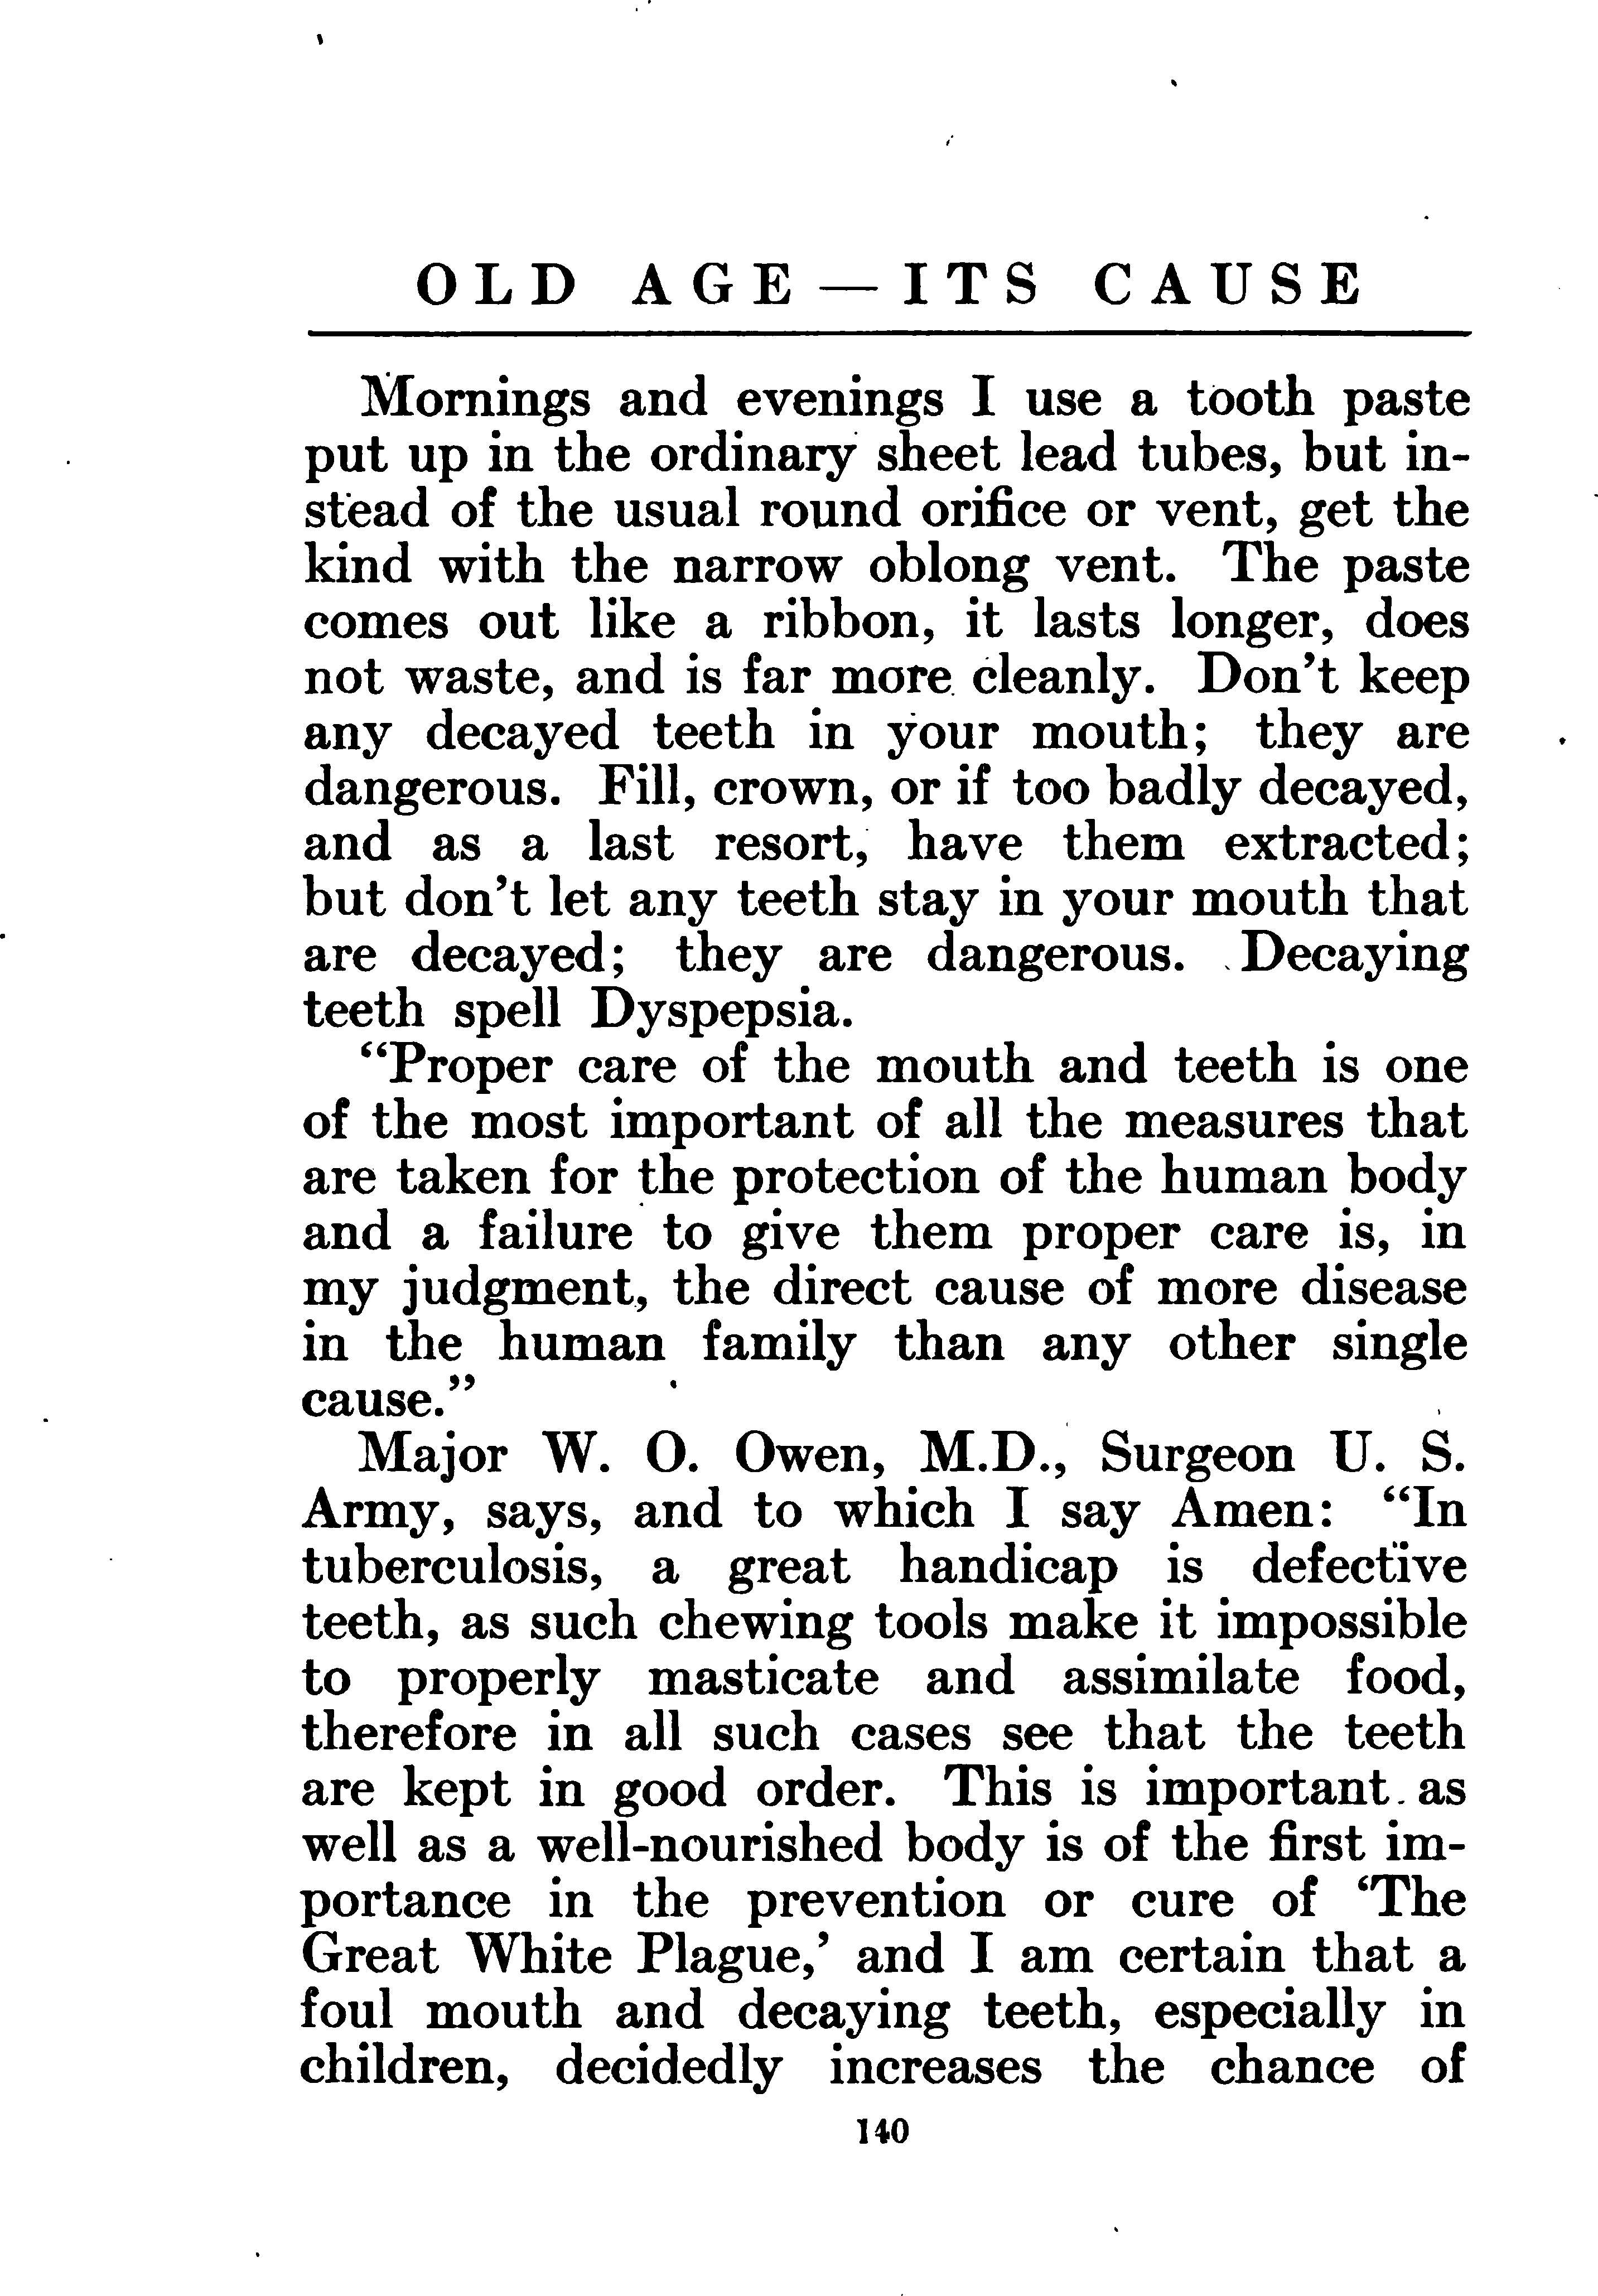 OLD AGE — ITS CAUSE
Mornings and evenings I use a tooth paste
put up in the ordinary sheet lead tubes, but in-
stead of the usual round orifice or vent, get the
kind with the narrow oblong vent. The paste
comes out like a ribbon, it lasts longer, does
not waste, and is far more cleanly. Don't keep
any decayed teeth in your mouth; they are
dangerous. Fill, crown, or if too badly decayed,
and as a last resort, have them extracted;
but don't let any teeth stay in your mouth that
are decayed; they are dangerous. Decaying
teeth spell Dyspepsia.
“Proper care of the mouth and teeth is one
of the most important of all the measures that
are taken for the protection of the human body
and a failure to give them proper care is, in
my judgment, the direct cause of more disease
in the human family than any other single
cause.”
Major W. O. Owen, M.D., Surgeon U. S.
Army, says, and to which I say Amen: “In
tuberculosis, a great handicap is defective
teeth, as such chewing tools make it impossible
to properly masticate and assimilate food,
therefore in all such cases see that the teeth
are kept in good order. This is important as
well as a well-nourished body is of the first im-
portance in the prevention or cure of ‘The
Great White Plague,’ and I am certain that a
foul mouth and decaying teeth, especially in
children, decidedly increases the chance of
140